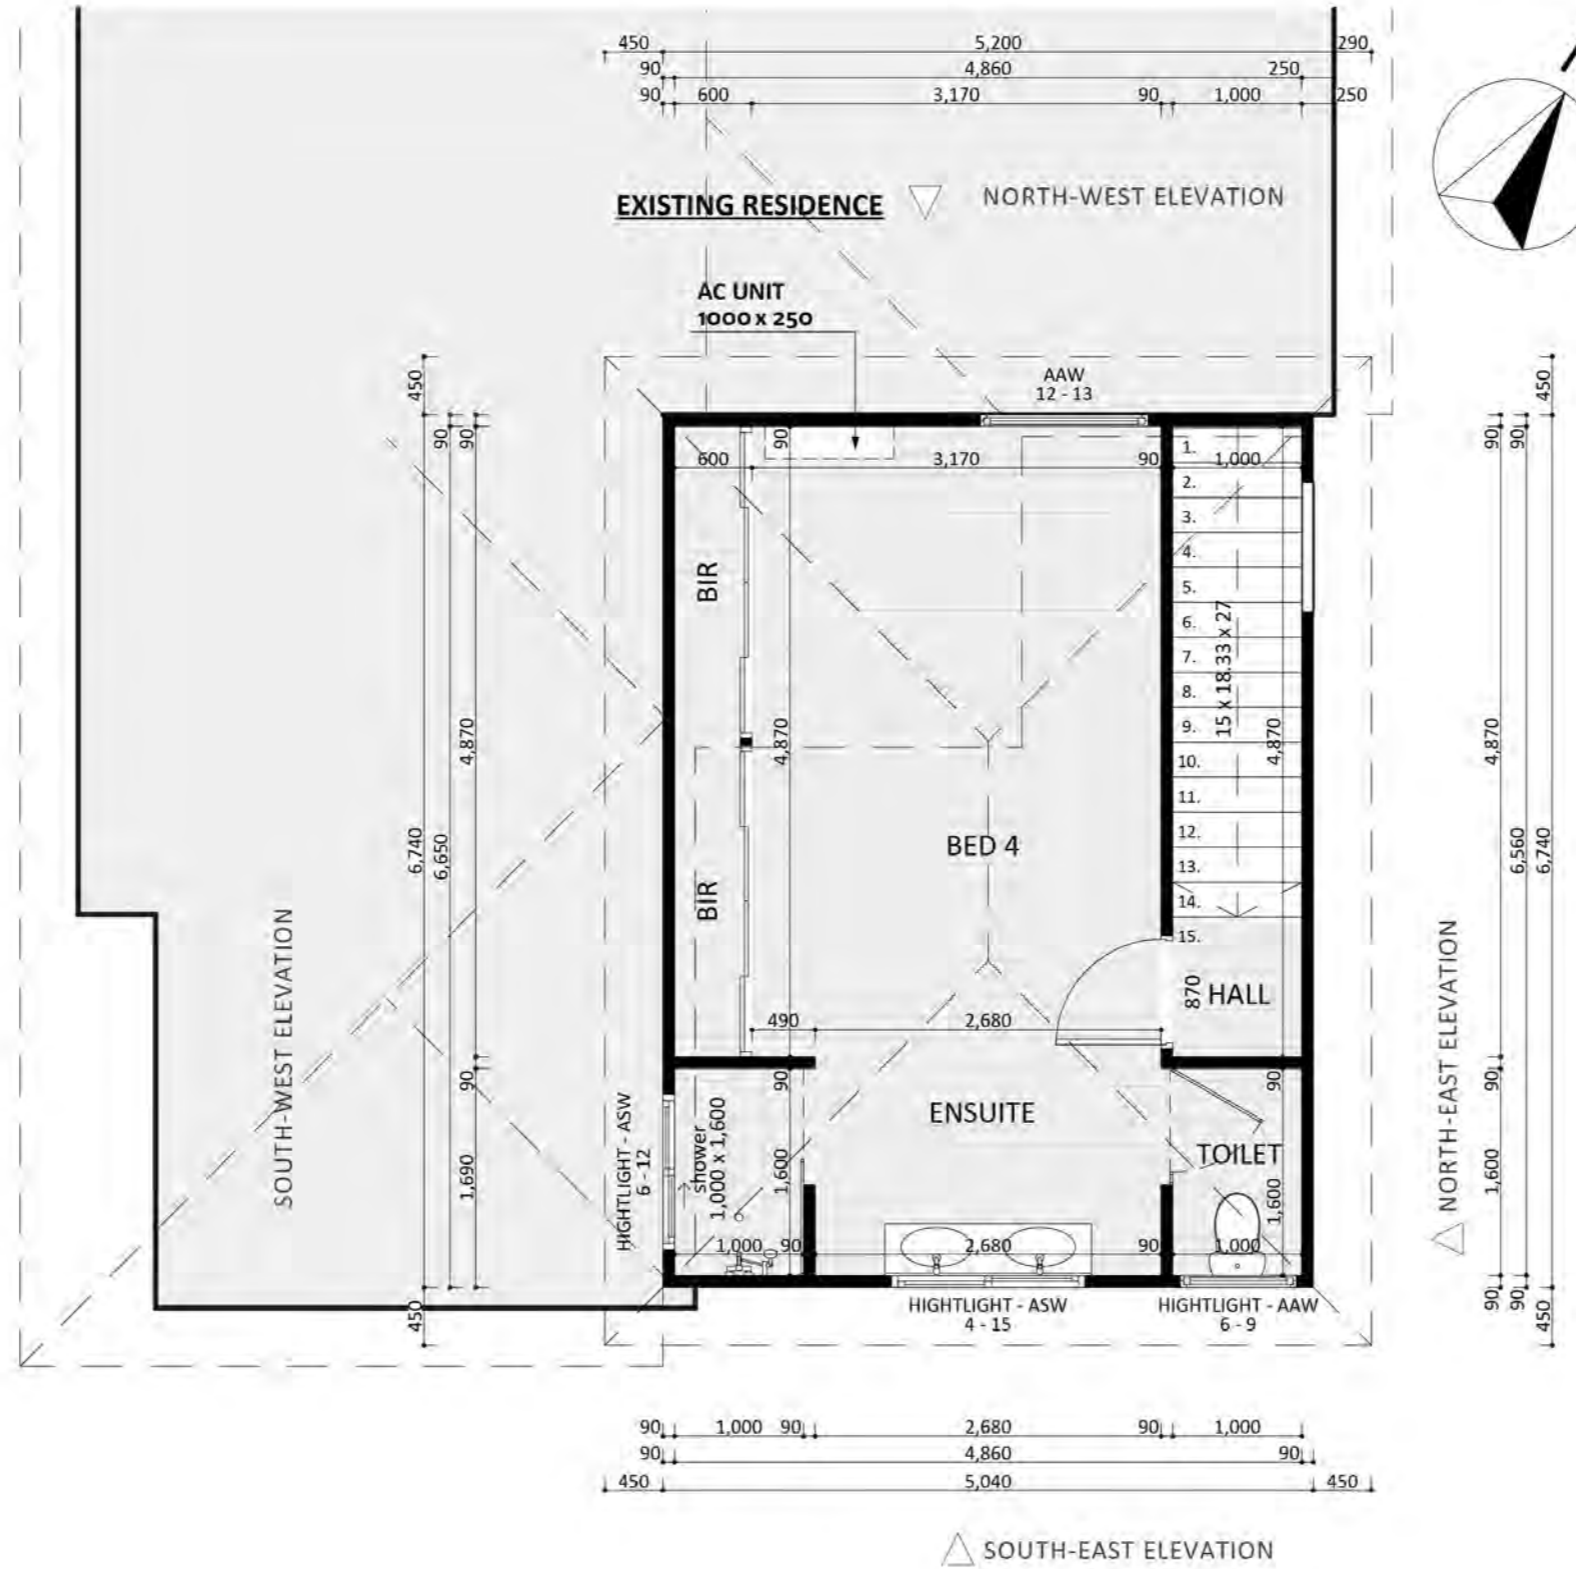 450 5,200 290
90 4,860 250
90 600 3,170 90 1,000 250
EXISTING RESIDENCE
NORTH-WEST ELEVATION
AC UNIT
1000 x 250
AAW
12 - 13
450
90
90
6,740
6,650
4,870
90
1,690
450
SOUTH-WEST ELEVATION
600 3,170 90 1,000
90
4,870
BIR
BIR
BED 4
1.
2.
3.
4.
5.
6.
7.
8.
9.
10.
11.
12.
13.
14.
15.
15 x 18.33 x 27
4,870
870
HALL
490 2,680
ENSUITE
TOILET
HIGHTLIGHT - ASW
6 - 12
shower
1,000 x 1,600
90
1,600
90
1,600
1,000 90 2,680 90 1,000
HIGHTLIGHT - ASW
4 - 15
HIGHTLIGHT - AAW
6 - 9
450
90
90
4,870
6,560
6,740
90
1,600
90
90
450
NORTH-EAST ELEVATION
90 1,000 90 2,680 90 1,000
90 4,860 90
450 5,040 450
SOUTH-EAST ELEVATION